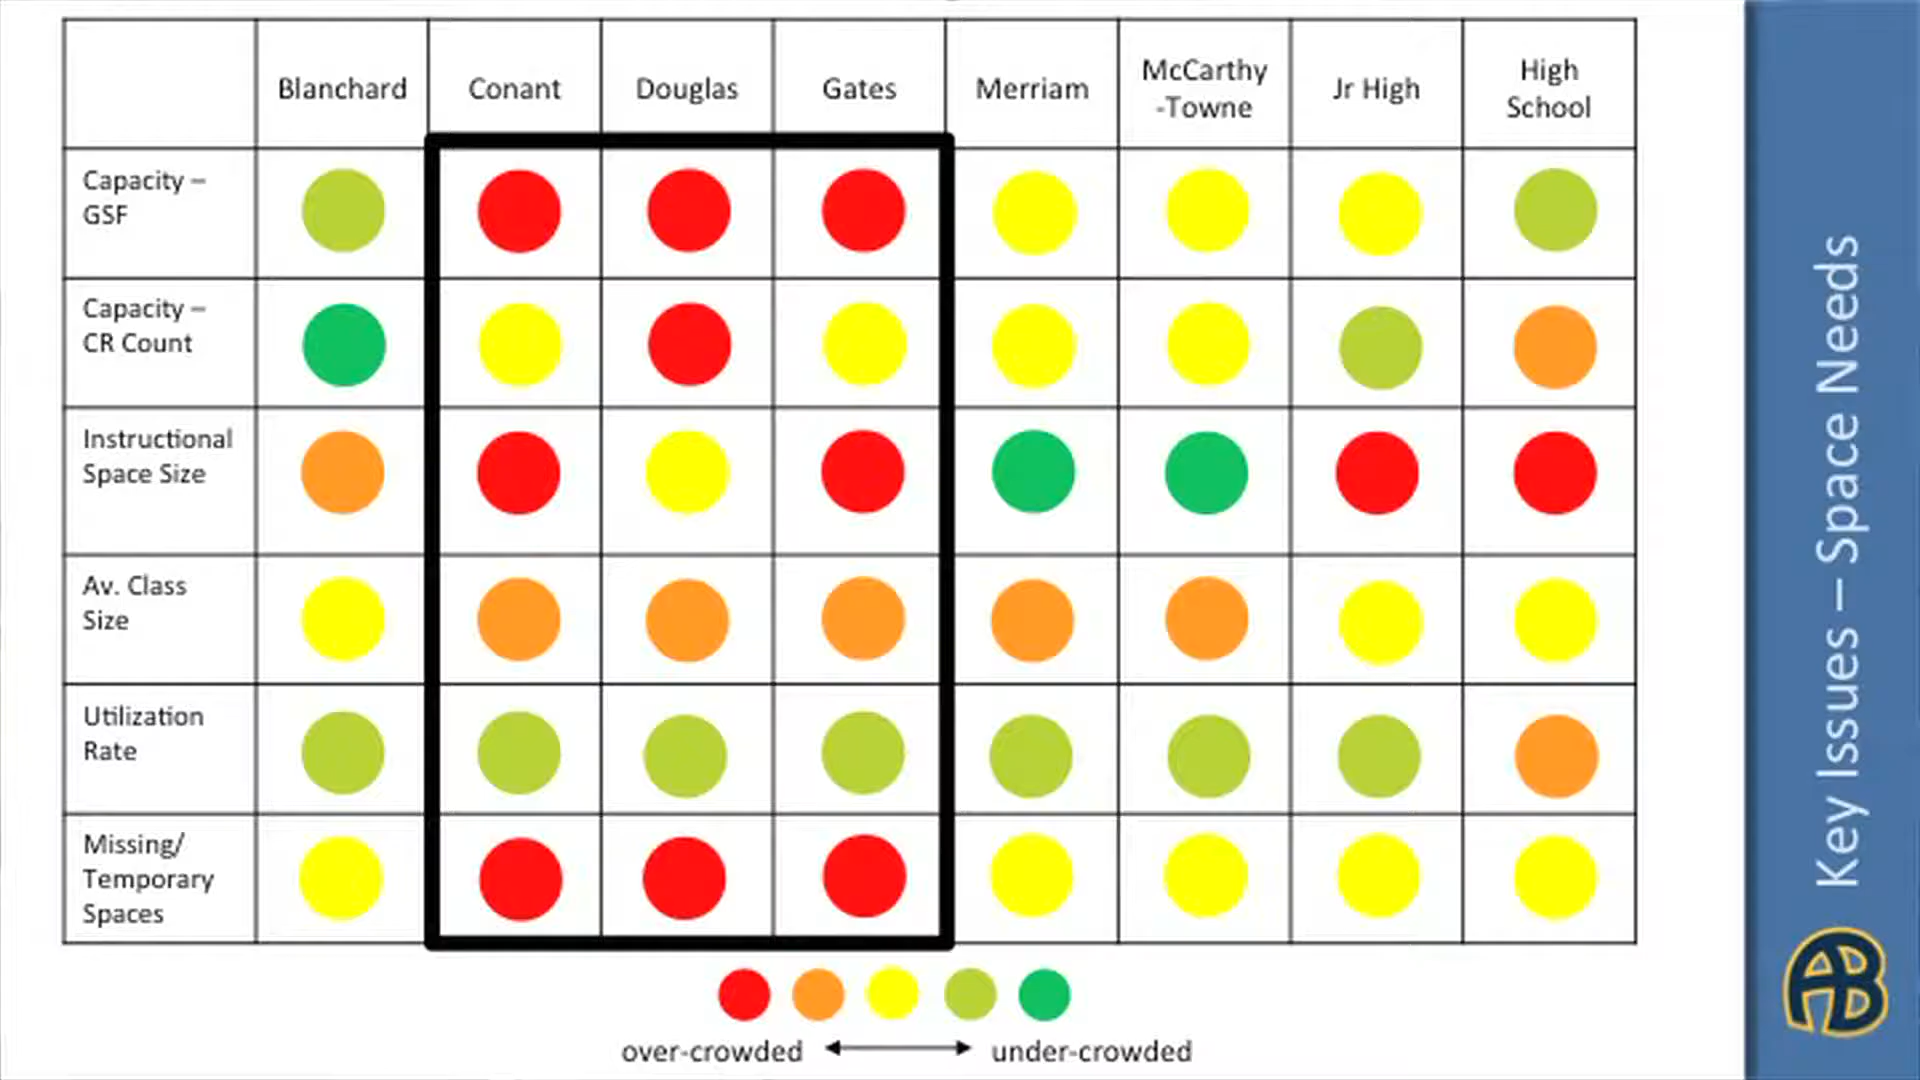 Blanchard
Conant
Douglas
Gates
Merriam
McCarthy
-Towne
Jr High
High
School
Capacity –
GSF
Capacity –
CR Count
Instructional
Space Size
Av. Class
Size
Utilization
Rate
Missing/
Temporary
Spaces
over-crowded
under-crowded
Key Issues – Space Needs
AB